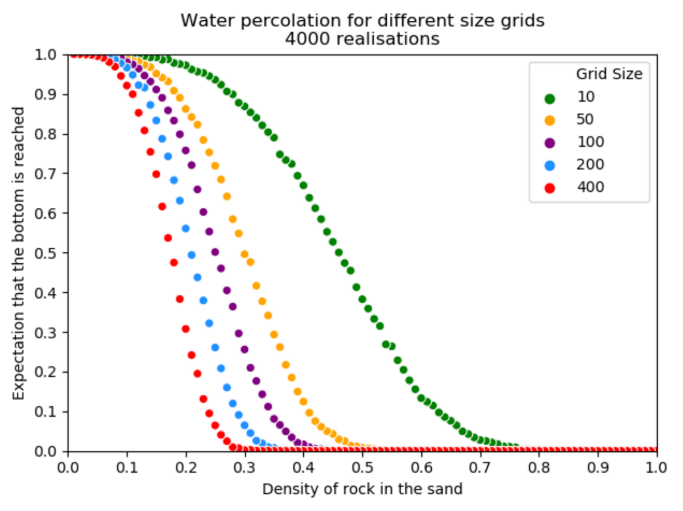 Water percolation for different size grids
4000 realisations
Expectation that the bottom is reached
1.0
0.9
0.8
0.7
0.6
0.5
0.4
0.3
0.2
0.1
0.0
Grid Size
10
50
100
200
400
0.0 0.1 0.2 0.3 0.4 0.5 0.6 0.7 0.8 0.9 1.0
Density of rock in the sand